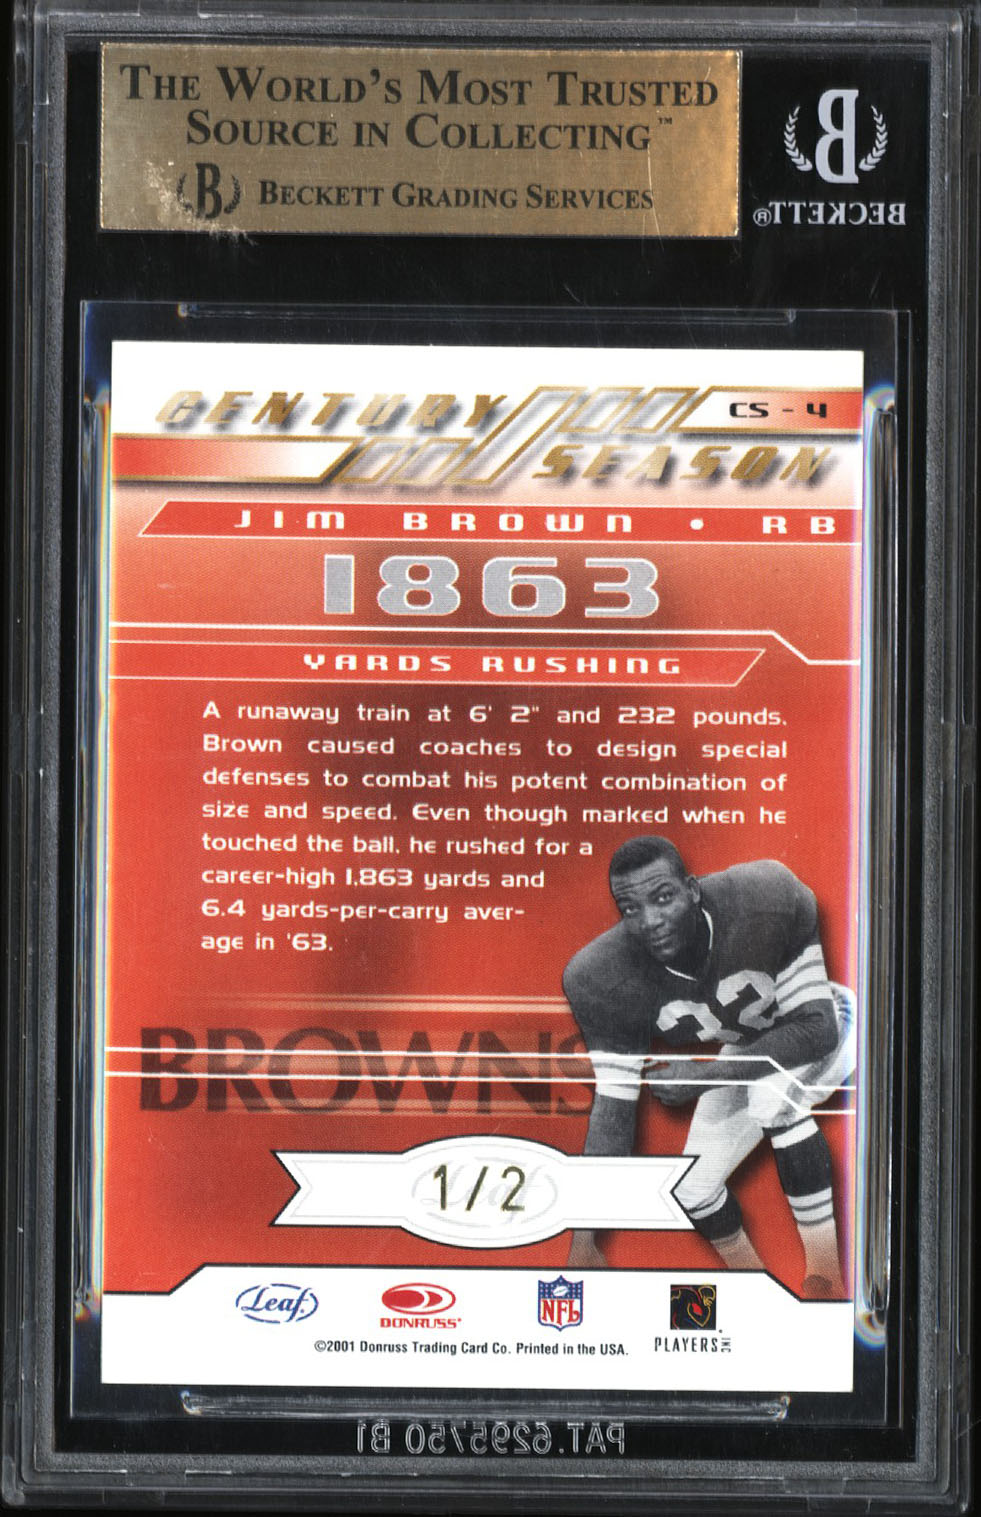 THE WORLD'S MOST TRUSTED
SOURCE IN COLLECTING™
B BECKETT GRADING SERVICES
B
BECKETT®
CENTURY
SEASON
CS - 4
JIM BROWN • RB
1863
YARDS RUSHING
A runaway train at 6' 2" and 232 pounds,
Brown caused coaches to design special
defenses to combat his potent combination of
size and speed. Even though marked when he
touched the ball, he rushed for a
career-high 1,863 yards and
6.4 yards-per-carry aver-
age in '63.
32
BROWNS
Leaf
1/2
Leaf
DONRUSS®
NFL
PLAYERS INC
©2001 Donruss Trading Card Co. Printed in the USA.
PAT.6295750 B1